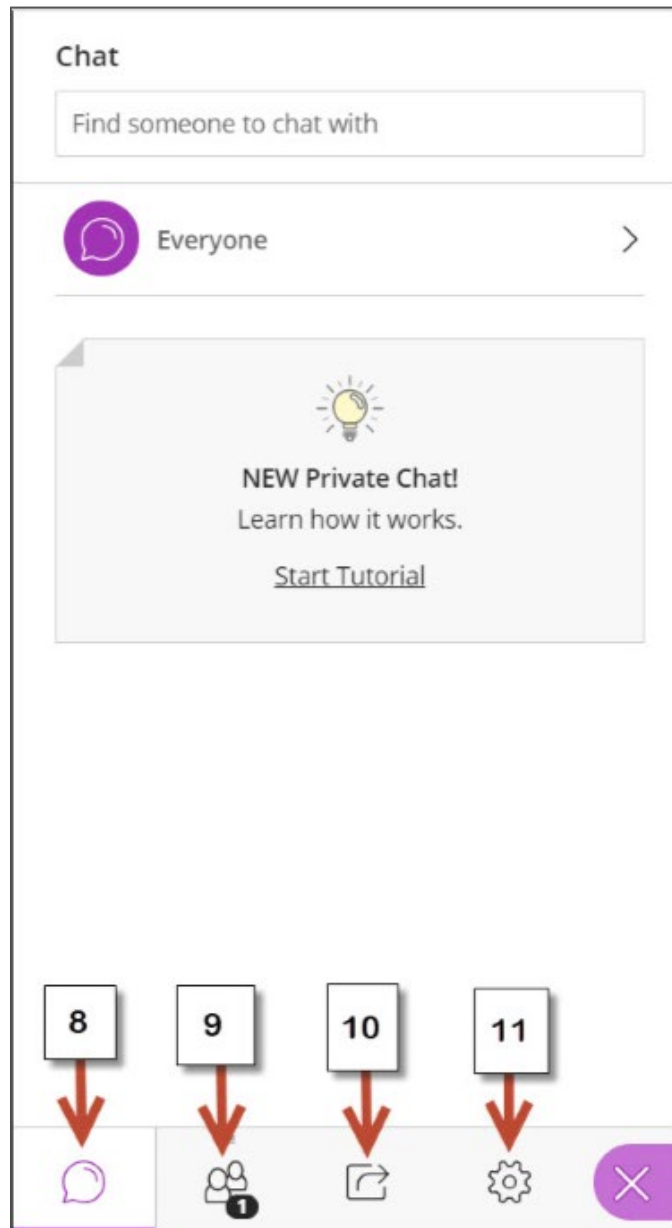 Chat
Find someone to chat with
Everyone
NEW Private Chat!
Learn how it works.
Start Tutorial
8
9
10
11
1